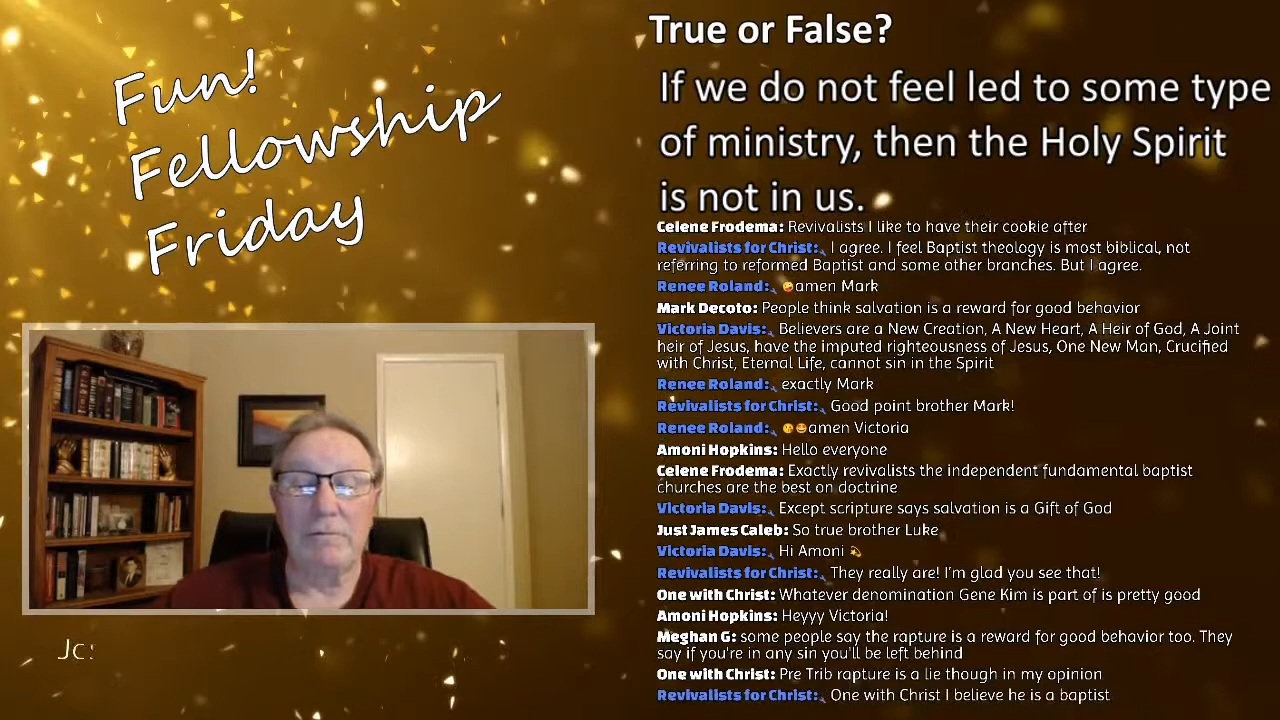 Fun!
Fellowship
Friday
True or False?
If we do not feel led to some type
of ministry, then the Holy Spirit
is not in us.
Celene Frodema: Revivalists I like to have their cookie after
Revivalists for Christ: I agree. I feel Baptist theology is most biblical, not
referring to reformed Baptist and some other branches. But I agree.
Renee Roland: 🤪amen Mark
Mark Decoto: People think salvation is a reward for good behavior
Victoria Davis: Believers are a New Creation, A New Heart, A Heir of God, A Joint
heir of Jesus, have the imputed righteousness of Jesus, One New Man, Crucified
with Christ, Eternal Life, cannot sin in the Spirit
Renee Roland: exactly Mark
Revivalists for Christ: Good point brother Mark!
Renee Roland: 😘🤩amen Victoria
Amoni Hopkins: Hello everyone
Celene Frodema: Exactly revivalists the independent fundamental baptist
churches are the best on doctrine
Victoria Davis: Except scripture says salvation is a Gift of God
Just James Caleb: So true brother Luke
Victoria Davis: Hi Amoni 💫
Revivalists for Christ: They really are! I'm glad you see that!
One with Christ: Whatever denomination Gene Kim is part of is pretty good
Amoni Hopkins: Heyyy Victoria!
Meghan G: some people say the rapture is a reward for good behavior too. They
say if you're in any sin you'll be left behind
One with Christ: Pre Trib rapture is a lie though in my opinion
Revivalists for Christ: One with Christ I believe he is a baptist